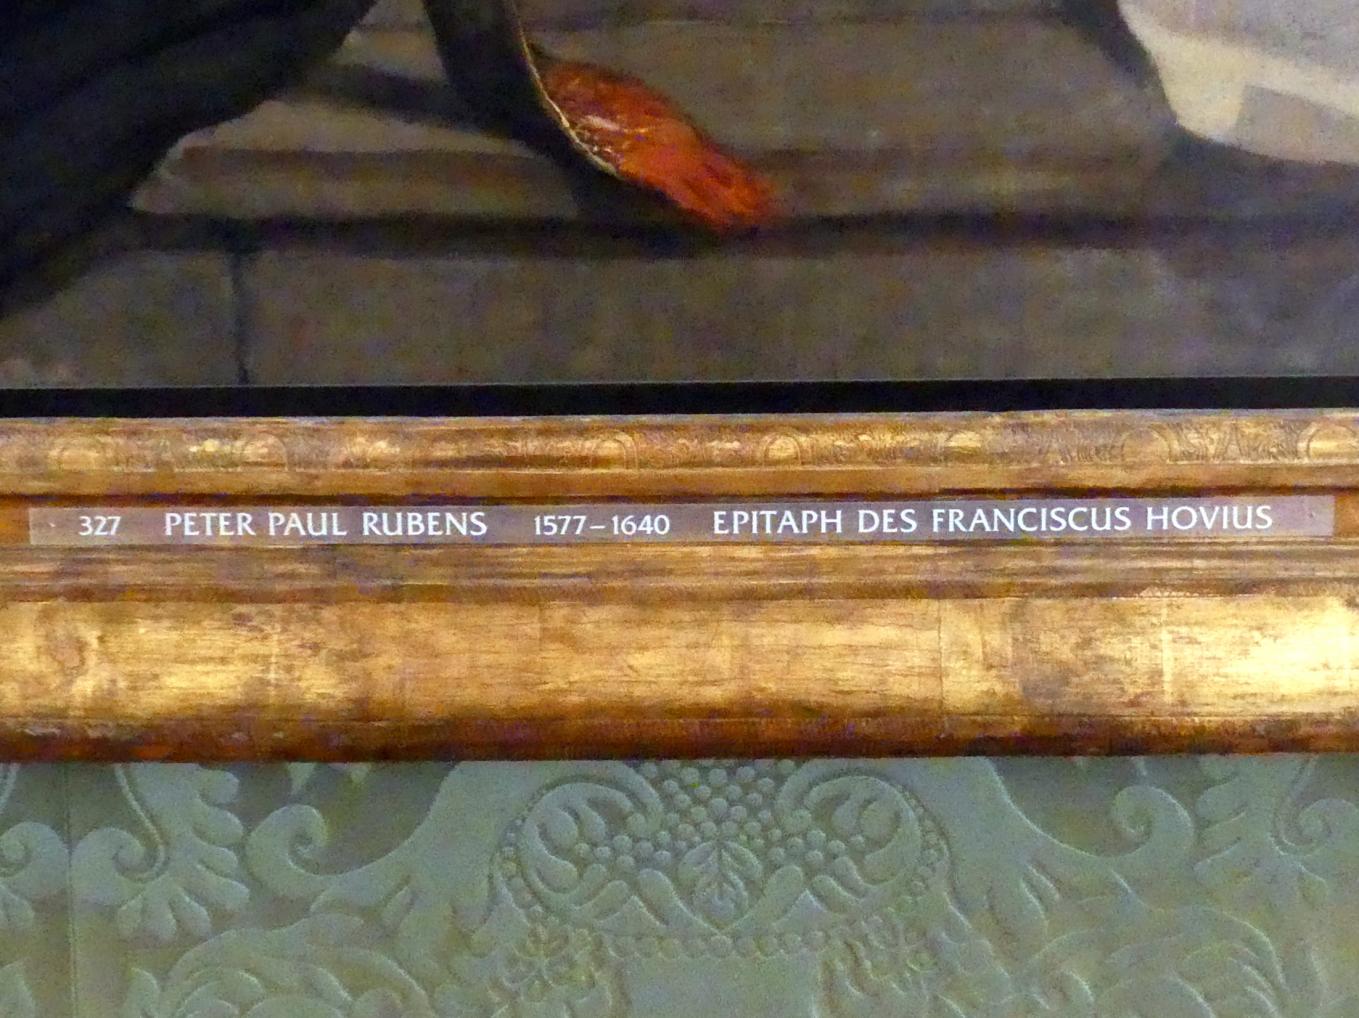 327 PETER PAUL RUBENS 1577–1640 EPITAPH DES FRANCISCUS HOVIUS